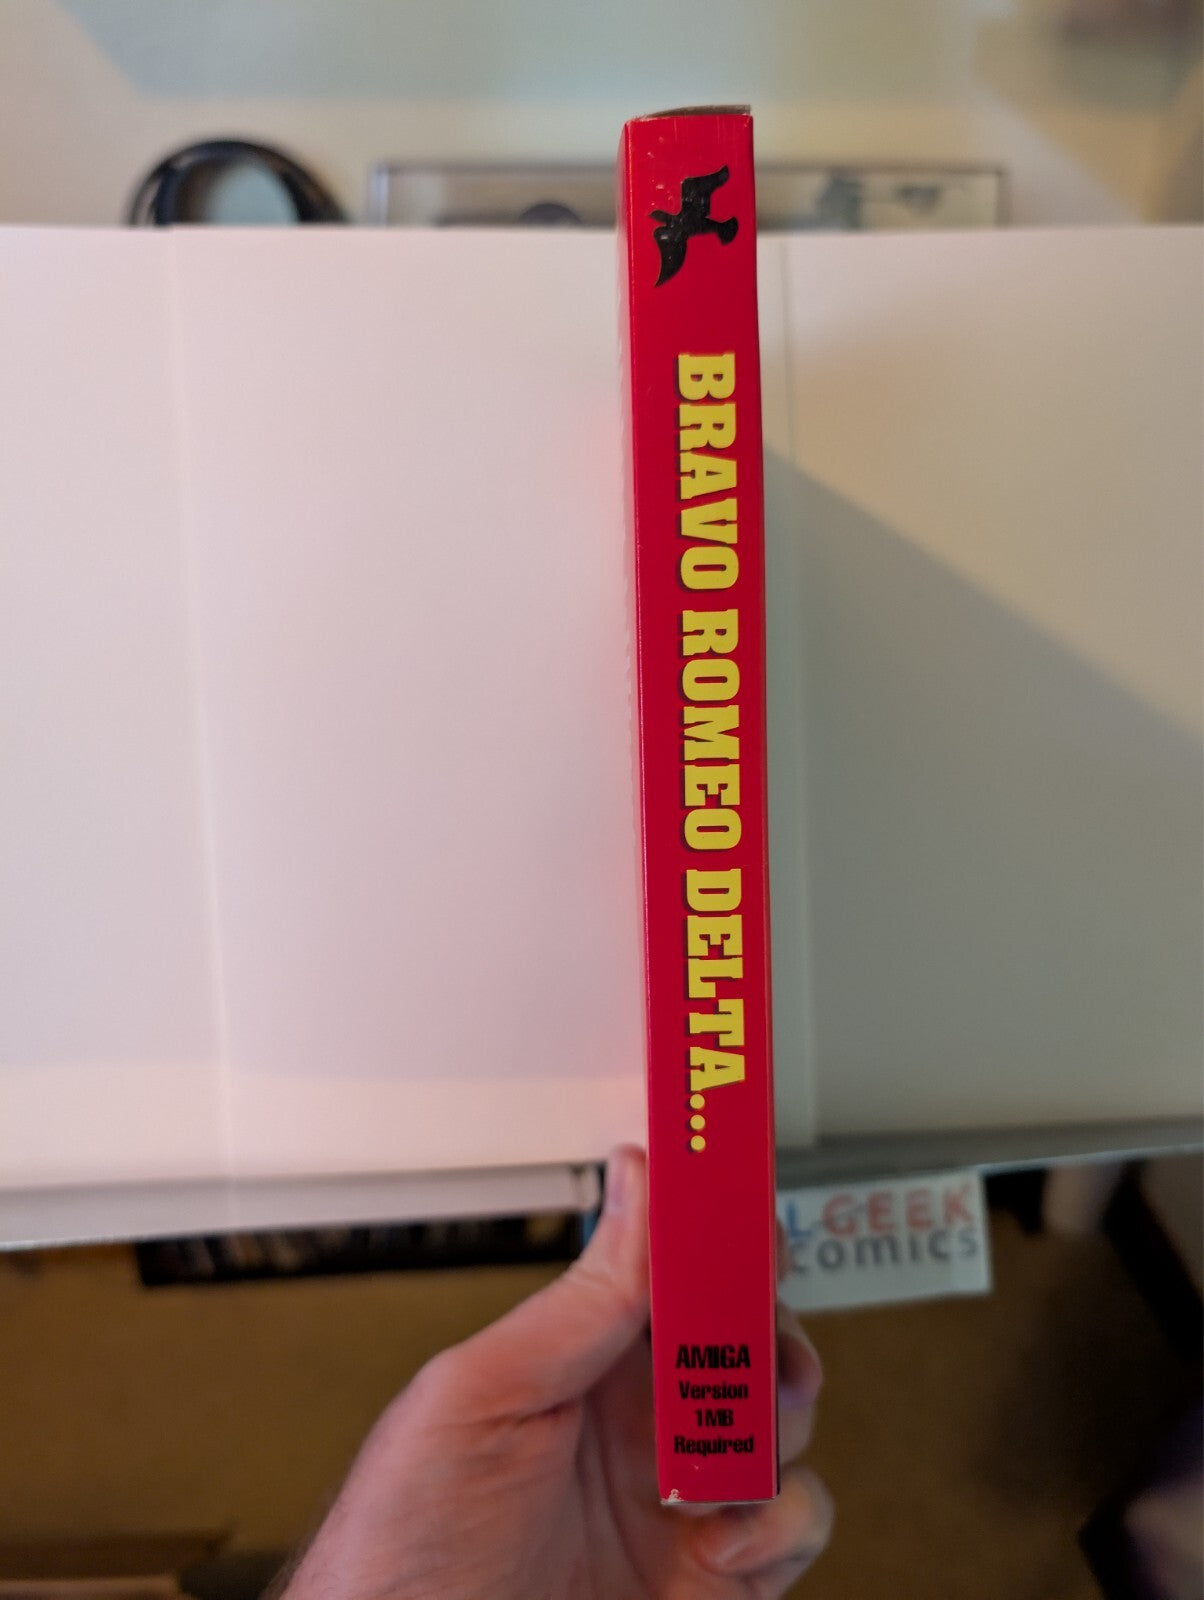 BRAVO ROMEO DELTA....
L-GEEK
COMICS
AMIGA
Version
1MB
Required